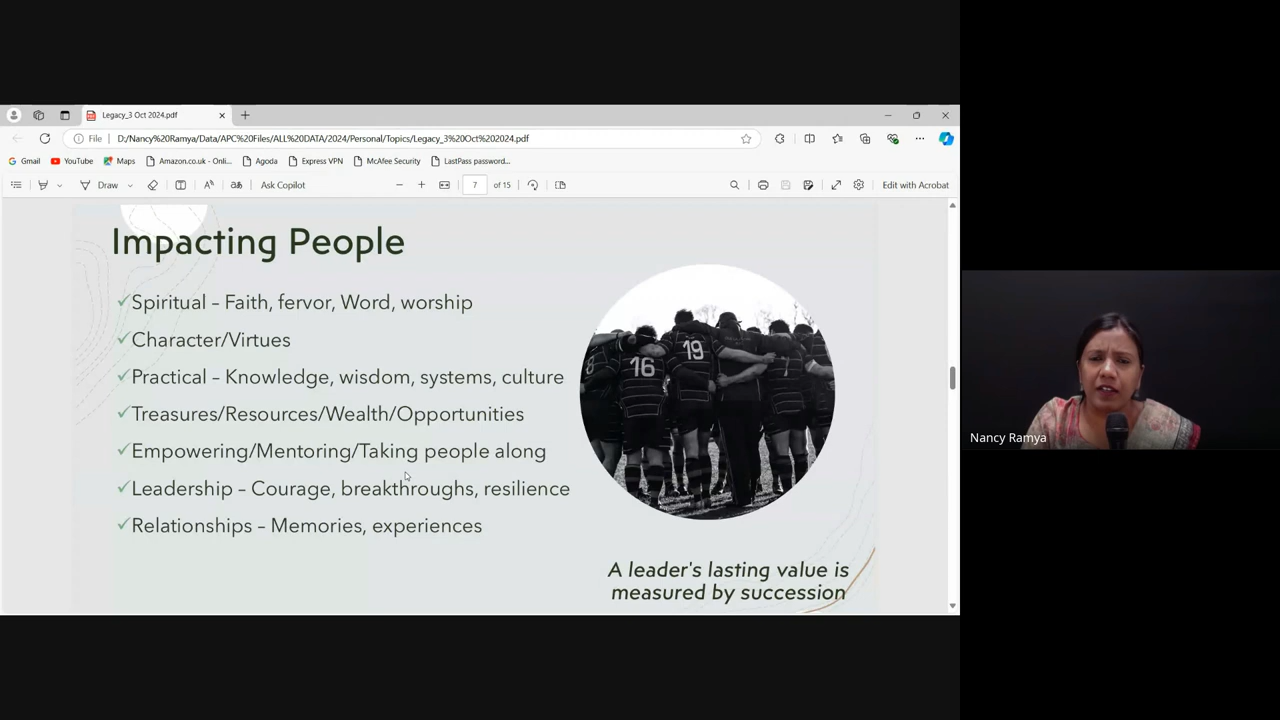 Legacy_3 Oct 2024.pdf
File
D:/Nancy%20Ramya/Data/APC%20Files/ALL%20DATA/2024/Personal/Topics/Legacy_3%20Oct%202024.pdf
Gmail YouTube Maps Amazon.co.uk - Onli... Agoda Express VPN McAfee Security LastPass password...
Draw Ask Copilot 7 of 15 Edit with Acrobat
Impacting People
Spiritual – Faith, fervor, Word, worship
Character/Virtues
Practical – Knowledge, wisdom, systems, culture
Treasures/Resources/Wealth/Opportunities
Empowering/Mentoring/Taking people along
Leadership – Courage, breakthroughs, resilience
Relationships – Memories, experiences
8 16 19 7
A leader's lasting value is
measured by succession
Nancy Ramya